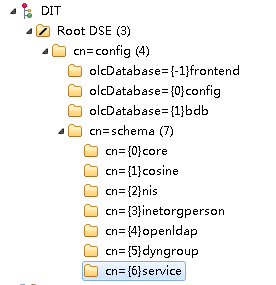 DIT
Root DSE (3)
cn=config (4)
olcDatabase={-1}frontend
olcDatabase={0}config
olcDatabase={1}bdb
cn=schema (7)
cn={0}core
cn={1}cosine
cn={2}nis
cn={3}inetorgperson
cn={4}openldap
cn={5}dyngroup
cn={6}service